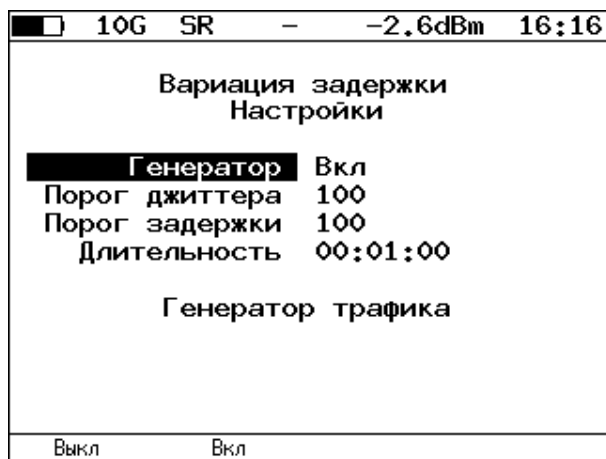 10G SR – -2.6dBm 16:16
Вариация задержки
Настройки
Генератор Вкл
Порог джиттера 100
Порог задержки 100
Длительность 00:01:00
Генератор трафика
Выкл Вкл